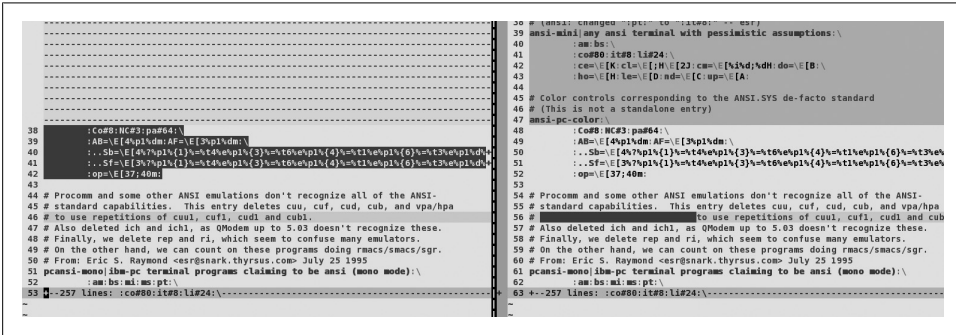 38 :Co#8:NC#3:pa#64:\
39 :AB=\E[4%p1%dm:AF=\E[3%p1%dm:\
40 :..Sb=\E[4%?%p1%{1}%=%t4%e%p1%{3}%=%t6%e%p1%{4}%=%t1%e%p1%{6}%=%t3%e%p1%d%+
41 :..Sf=\E[3%?%p1%{1}%=%t4%e%p1%{3}%=%t6%e%p1%{4}%=%t1%e%p1%{6}%=%t3%e%p1%d%+
42 :op=\E[37;40m:
43
44 # Procomm and some other ANSI emulations don't recognize all of the ANSI-
45 # standard capabilities.  This entry deletes cuu, cuf, cud, cub, and vpa/hpa
46 # to use repetitions of cuu1, cuf1, cud1 and cub1.
47 # Also deleted ich and ich1, as QModem up to 5.03 doesn't recognize these.
48 # Finally, we delete rep and ri, which seem to confuse many emulators.
49 # On the other hand, we can count on these programs doing rmacs/smacs/sgr.
50 # From: Eric S. Raymond <esr@snark.thyrsus.com> July 25 1995
51 pcansi-mono|ibm-pc terminal programs claiming to be ansi (mono mode):\
52 :am:bs:mi:ms:pt:\
53 +--257 lines: :co#80:it#8:li#24:\---
~
~
38 # (ansi: changed ":pt:" to ":it#8:" -- esr)
39 ansi-mini|any ansi terminal with pessimistic assumptions:\
40 :am:bs:\
41 :co#80:it#8:li#24:\
42 :ce=\E[K:cl=\E[;H\E[2J:cm=\E[%i%d;%dH:do=\E[B:\
43 :ho=\E[H:le=\E[D:nd=\E[C:up=\E[A:
44
45 # Color controls corresponding to the ANSI.SYS de-facto standard
46 # (This is not a standalone entry)
47 ansi-pc-color:\
48 :Co#8:NC#3:pa#64:\
49 :AB=\E[4%p1%dm:AF=\E[3%p1%dm:\
50 :..Sb=\E[4%?%p1%{1}%=%t4%e%p1%{3}%=%t6%e%p1%{4}%=%t1%e%p1%{6}%=%t3%e%
51 :..Sf=\E[3%?%p1%{1}%=%t4%e%p1%{3}%=%t6%e%p1%{4}%=%t1%e%p1%{6}%=%t3%e%
52 :op=\E[37;40m:
53
54 # Procomm and some other ANSI emulations don't recognize all of the ANSI-
55 # standard capabilities.  This entry deletes cuu, cuf, cud, cub, and vpa/hpa
56 # to use repetitions of cuu1, cuf1, cud1 and cub
57 # Also deleted ich and ich1, as QModem up to 5.03 doesn't recognize these.
58 # Finally, we delete rep and ri, which seem to confuse many emulators.
59 # On the other hand, we can count on these programs doing rmacs/smacs/sgr.
60 # From: Eric S. Raymond <esr@snark.thyrsus.com> July 25 1995
61 pcansi-mono|ibm-pc terminal programs claiming to be ansi (mono mode):\
62 :am:bs:mi:ms:pt:\
+ 63 +--257 lines: :co#80:it#8:li#24:\---
~
~